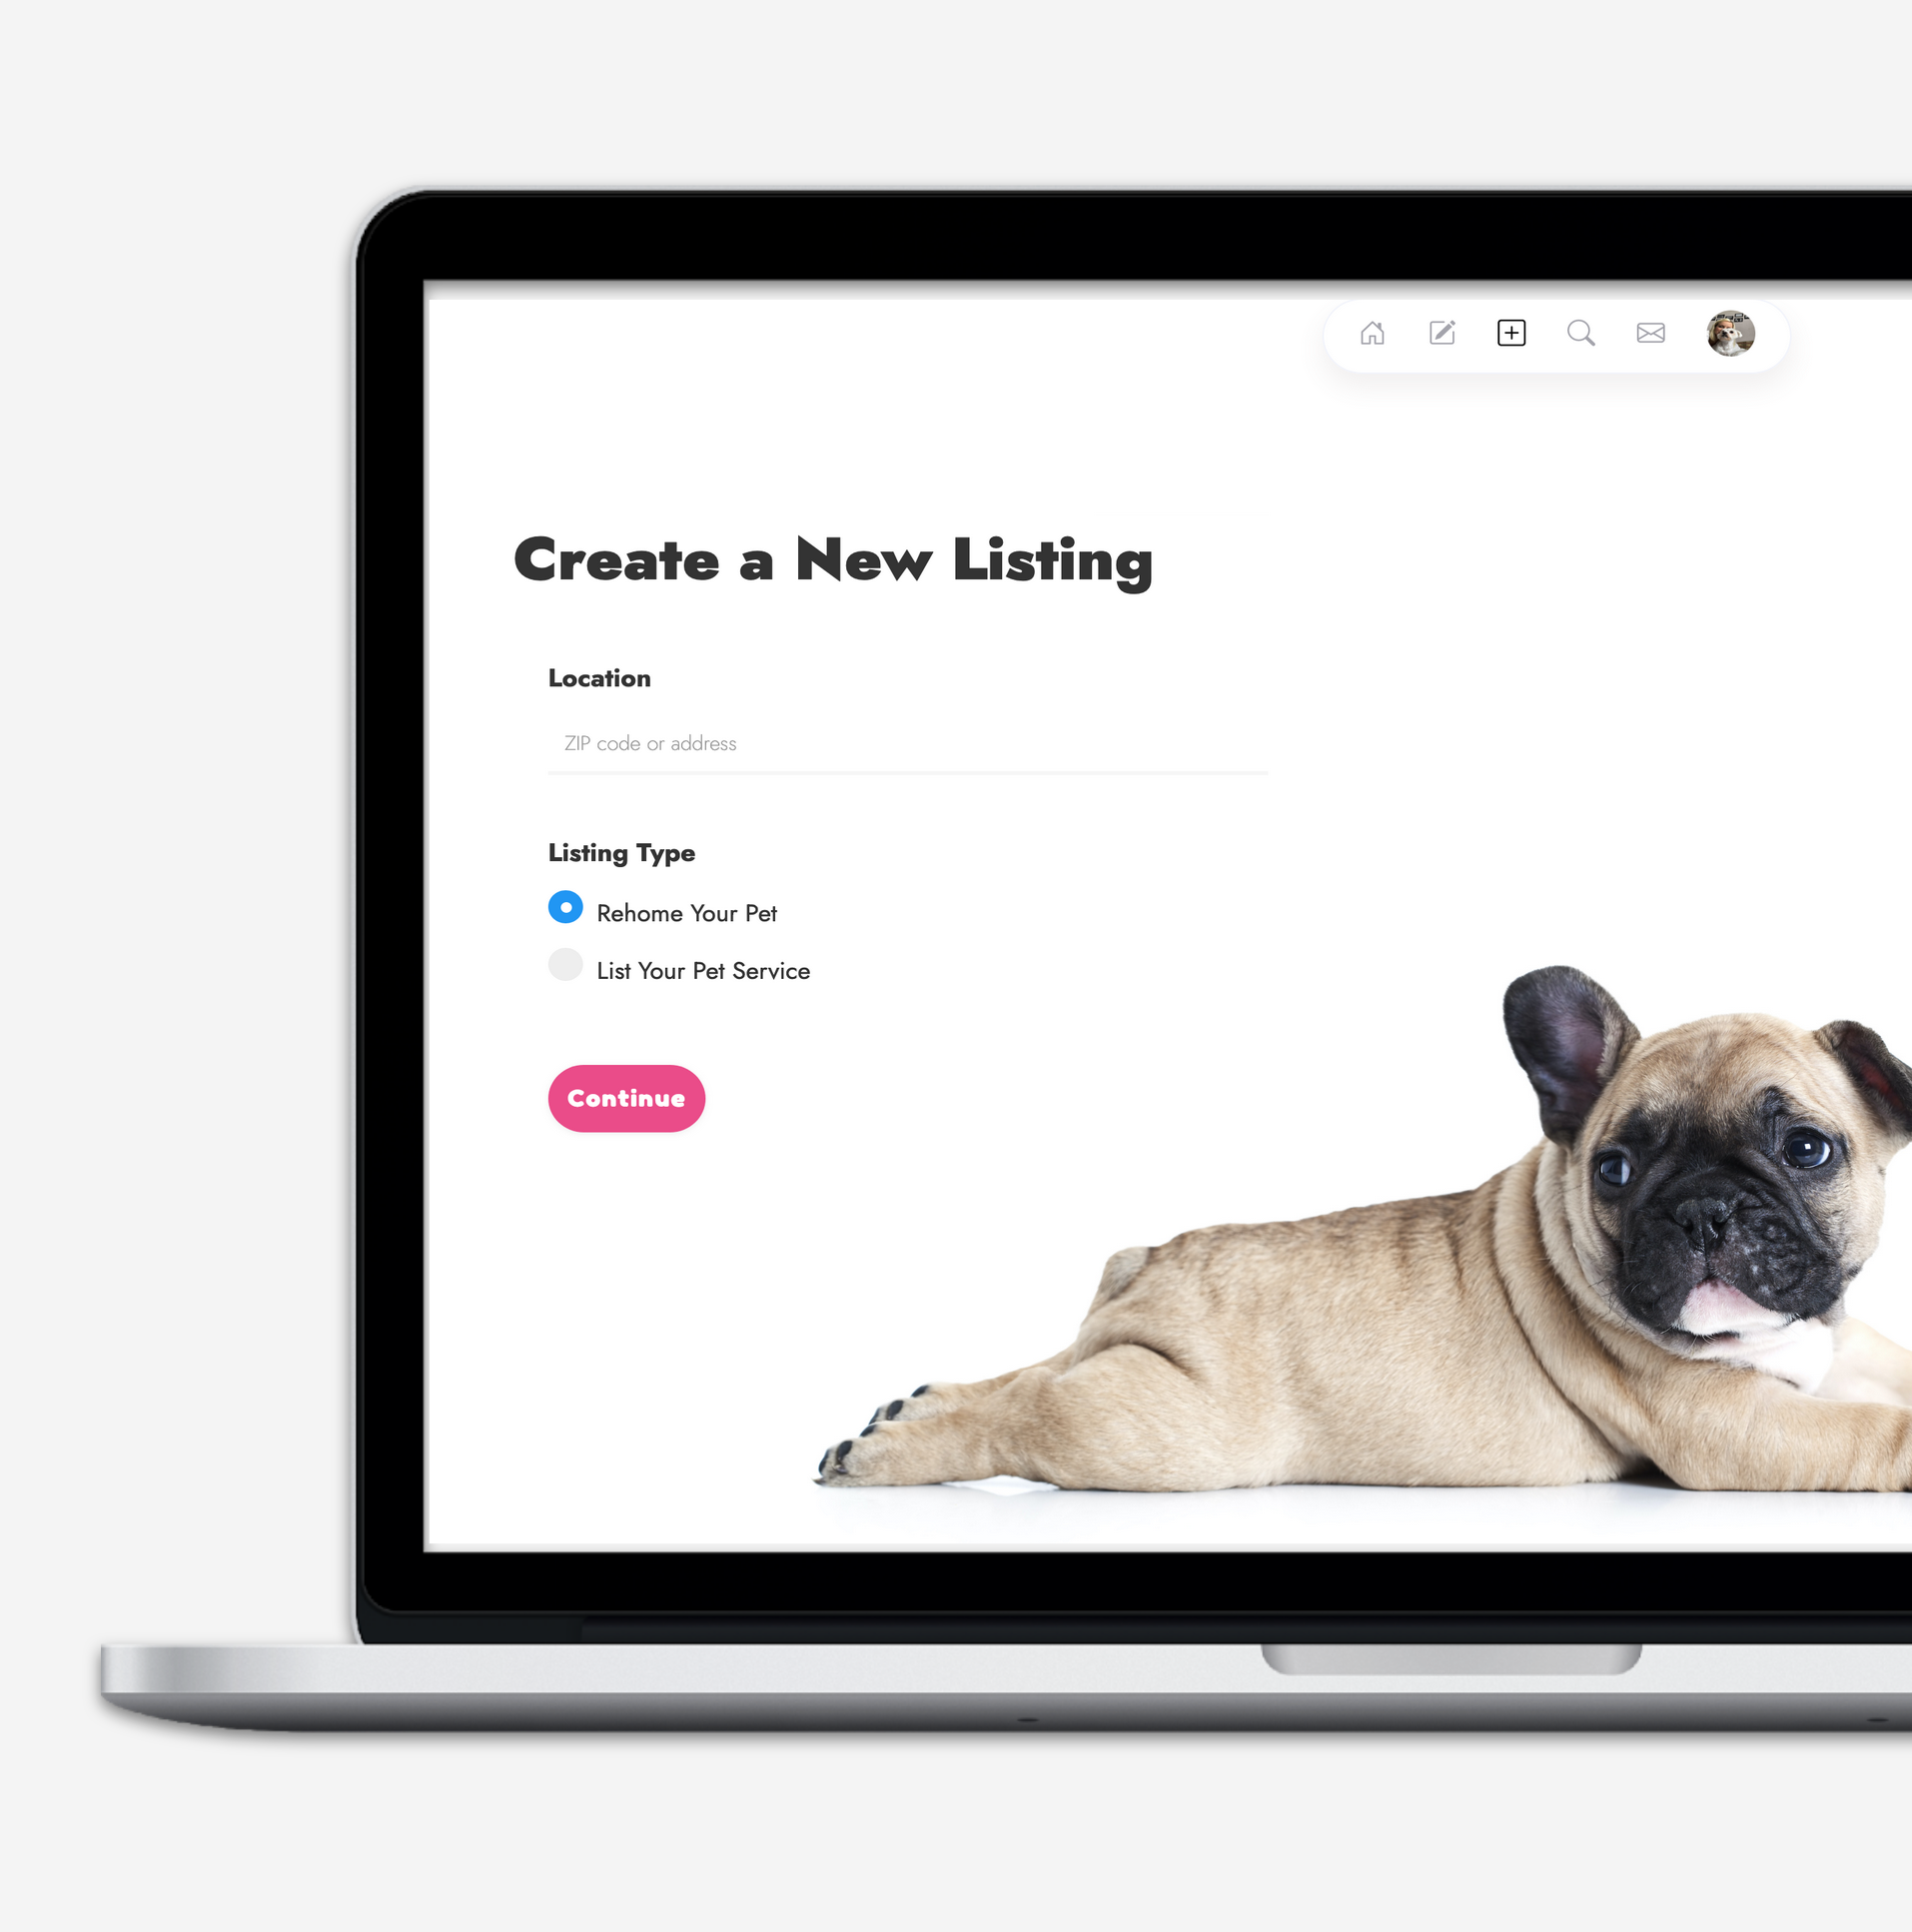 Create a New Listing
Location
ZIP code or address
Listing Type
Rehome Your Pet
List Your Pet Service
Continue